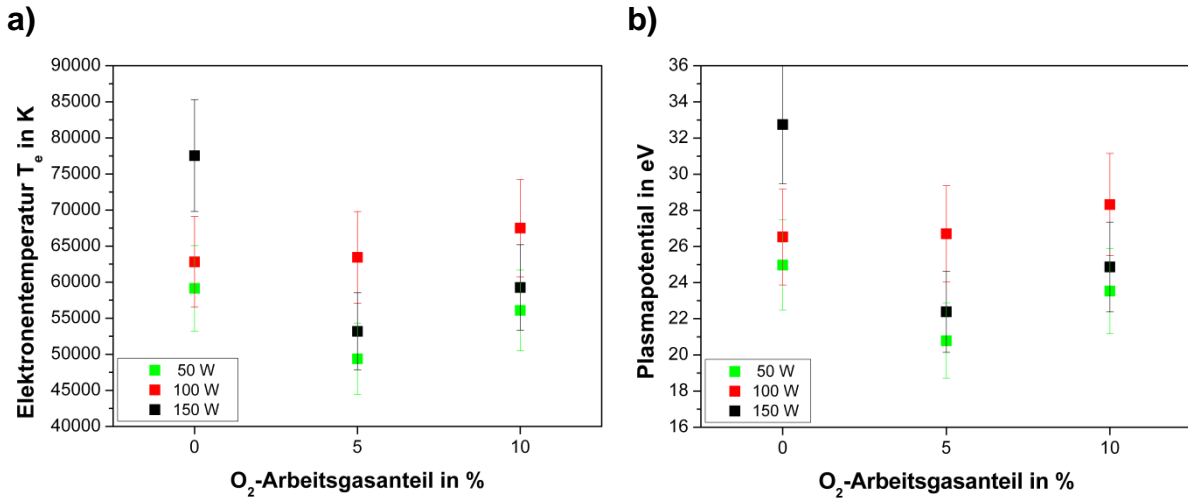 a)
Elektronentemperatur Te in K
90000
85000
80000
75000
70000
65000
60000
55000
50000
45000
40000
50 W
100 W
150 W
0
5
10
O2-Arbeitsgasanteil in %
b)
Plasmapotential in eV
36
34
32
30
28
26
24
22
20
18
16
50 W
100 W
150 W
0
5
10
O2-Arbeitsgasanteil in %